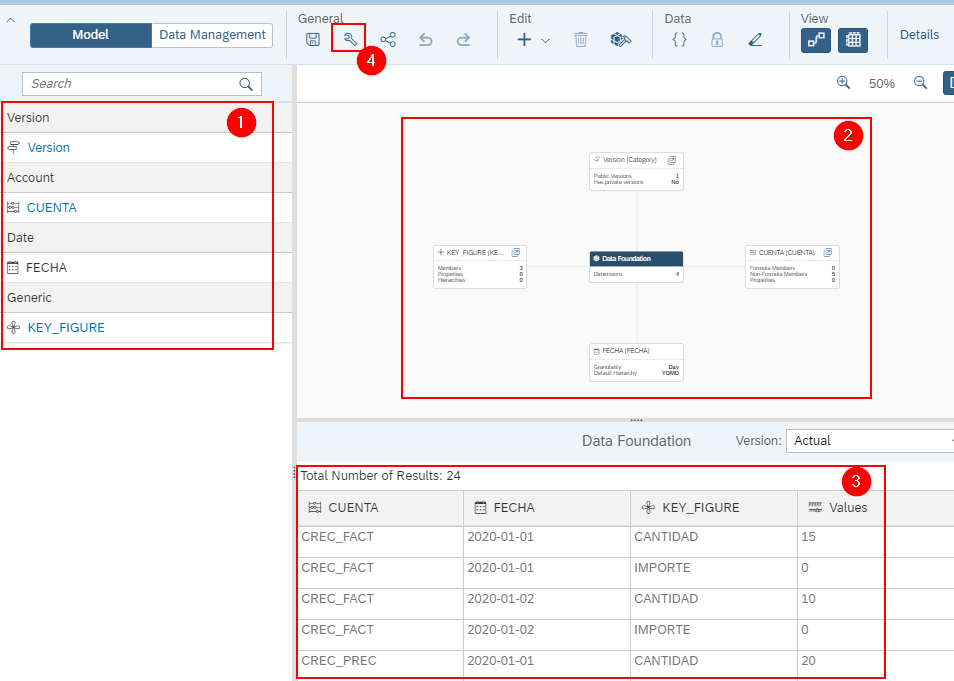 General
Edit
Data
View
Model
Data Management
Details
4
Search
50%
1
Version
Version
Account
CUENTA
Date
FECHA
Generic
KEY_FIGURE
2
Version (Category)
Public Versions 1
Has private versions No
KEY_FIGURE (KE...
Members 3
Properties 0
Hierarchies 0
Data Foundation
Dimensions 4
CUENTA (CUENTA)
Formula Members 0
Non-Formula Members 5
Properties 0
FECHA (FECHA)
Granularity Day
Default Hierarchy YQMD
Data Foundation Version: Actual
3
Total Number of Results: 24
CUENTA FECHA KEY_FIGURE Values
CREC_FACT 2020-01-01 CANTIDAD 15
CREC_FACT 2020-01-01 IMPORTE 0
CREC_FACT 2020-01-02 CANTIDAD 10
CREC_FACT 2020-01-02 IMPORTE 0
CREC_PREC 2020-01-01 CANTIDAD 20